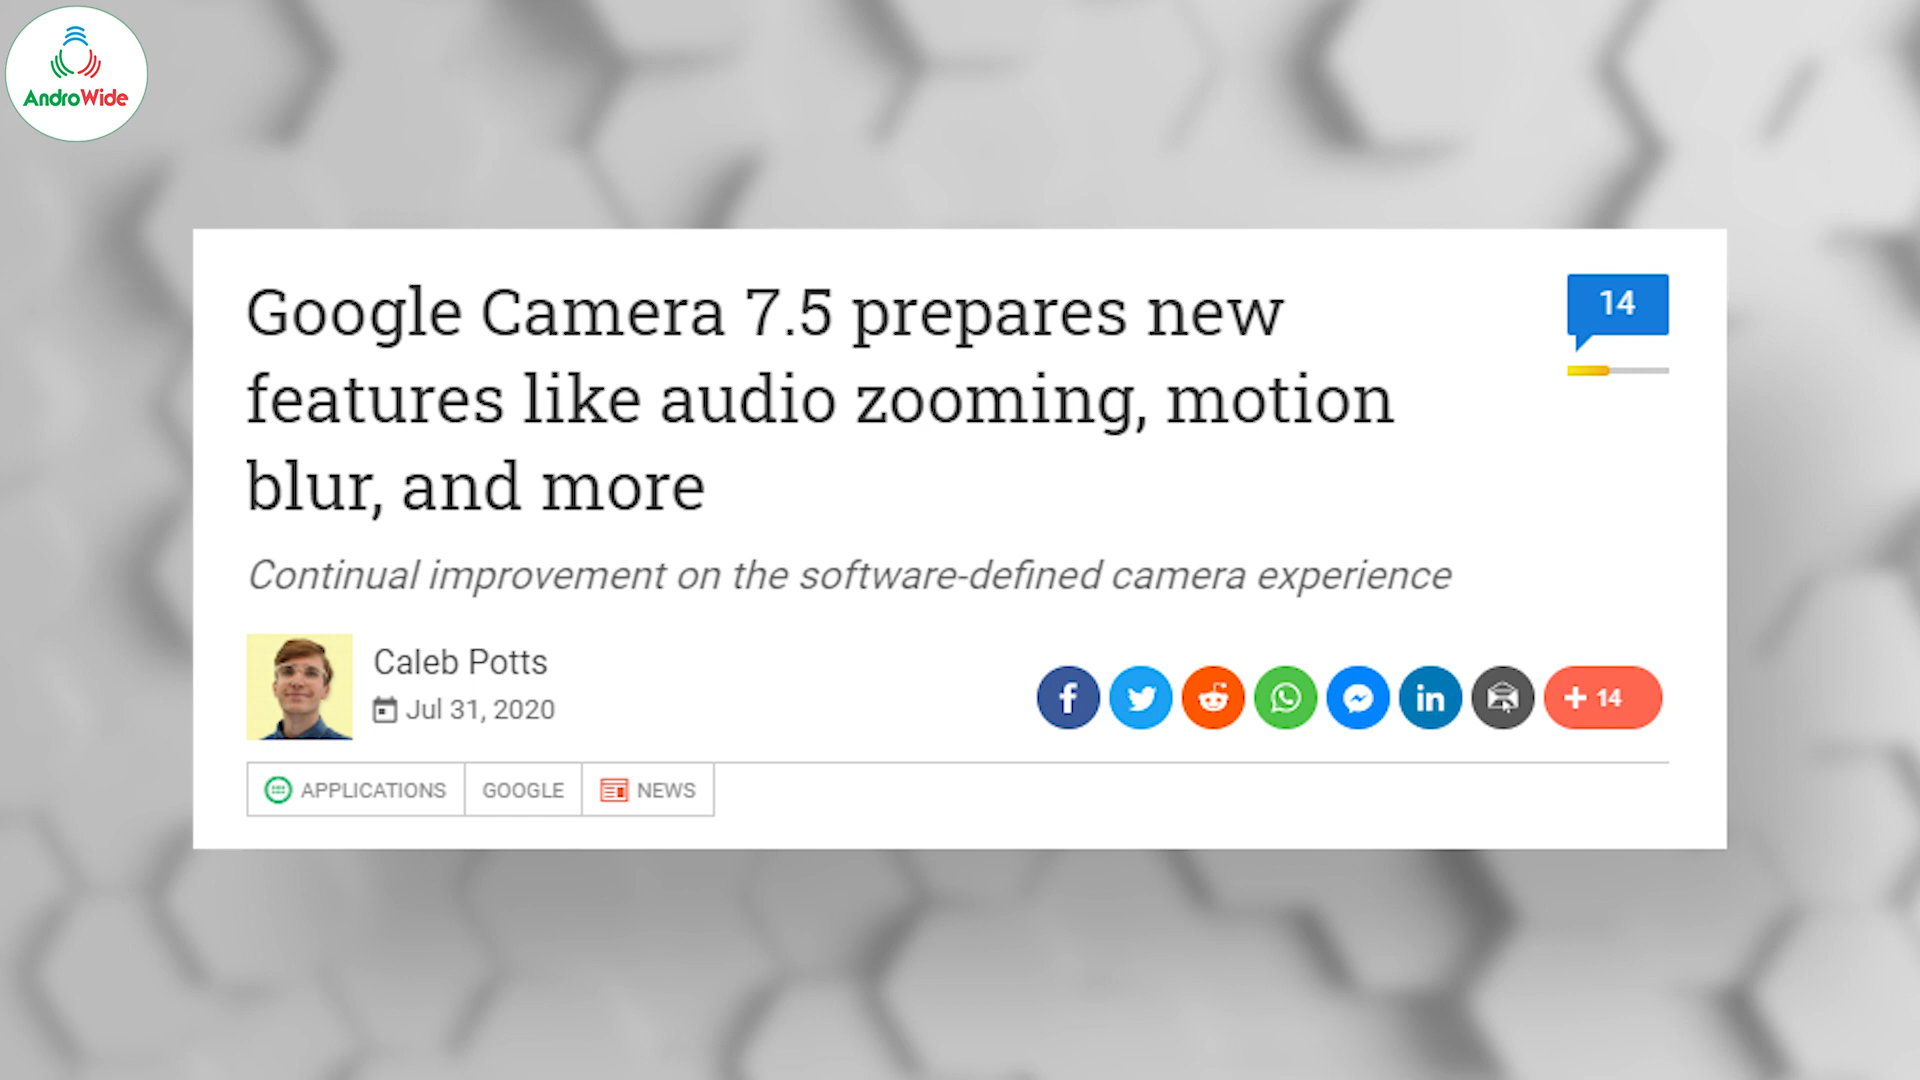 AndroWide
Google Camera 7.5 prepares new
features like audio zooming, motion
blur, and more
14
Continual improvement on the software-defined camera experience
Caleb Potts
Jul 31, 2020
+ 14
APPLICATIONS
GOOGLE
NEWS